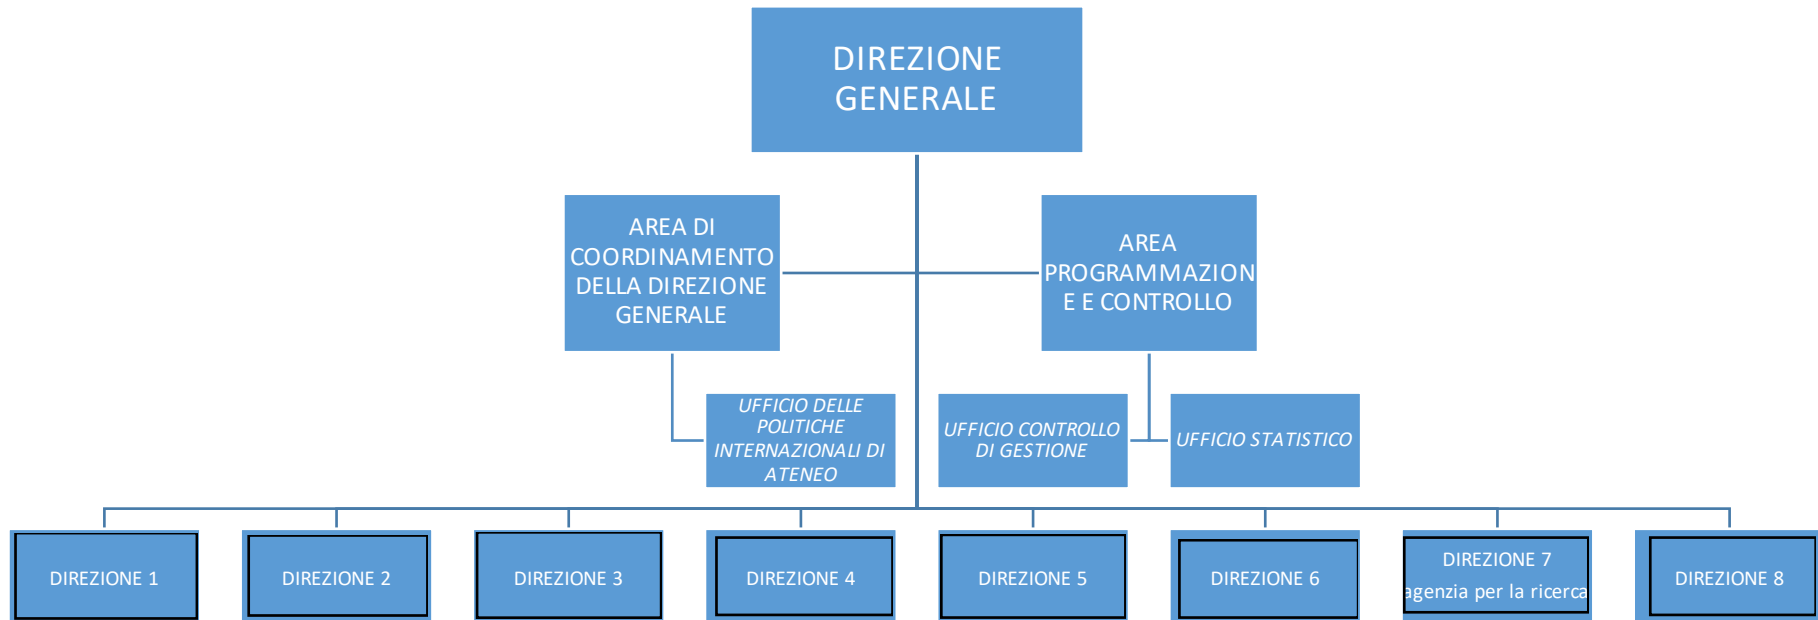 DIREZIONE
GENERALE
AREA DI
COORDINAMENTO
DELLA DIREZIONE
GENERALE
AREA
PROGRAMMAZION
E E CONTROLLO
UFFICIO DELLE
POLITICHE
INTERNAZIONALI DI
ATENEO
UFFICIO CONTROLLO
DI GESTIONE
UFFICIO STATISTICO
DIREZIONE 1
DIREZIONE 2
DIREZIONE 3
DIREZIONE 4
DIREZIONE 5
DIREZIONE 6
DIREZIONE 7
agenzia per la ricerca
DIREZIONE 8